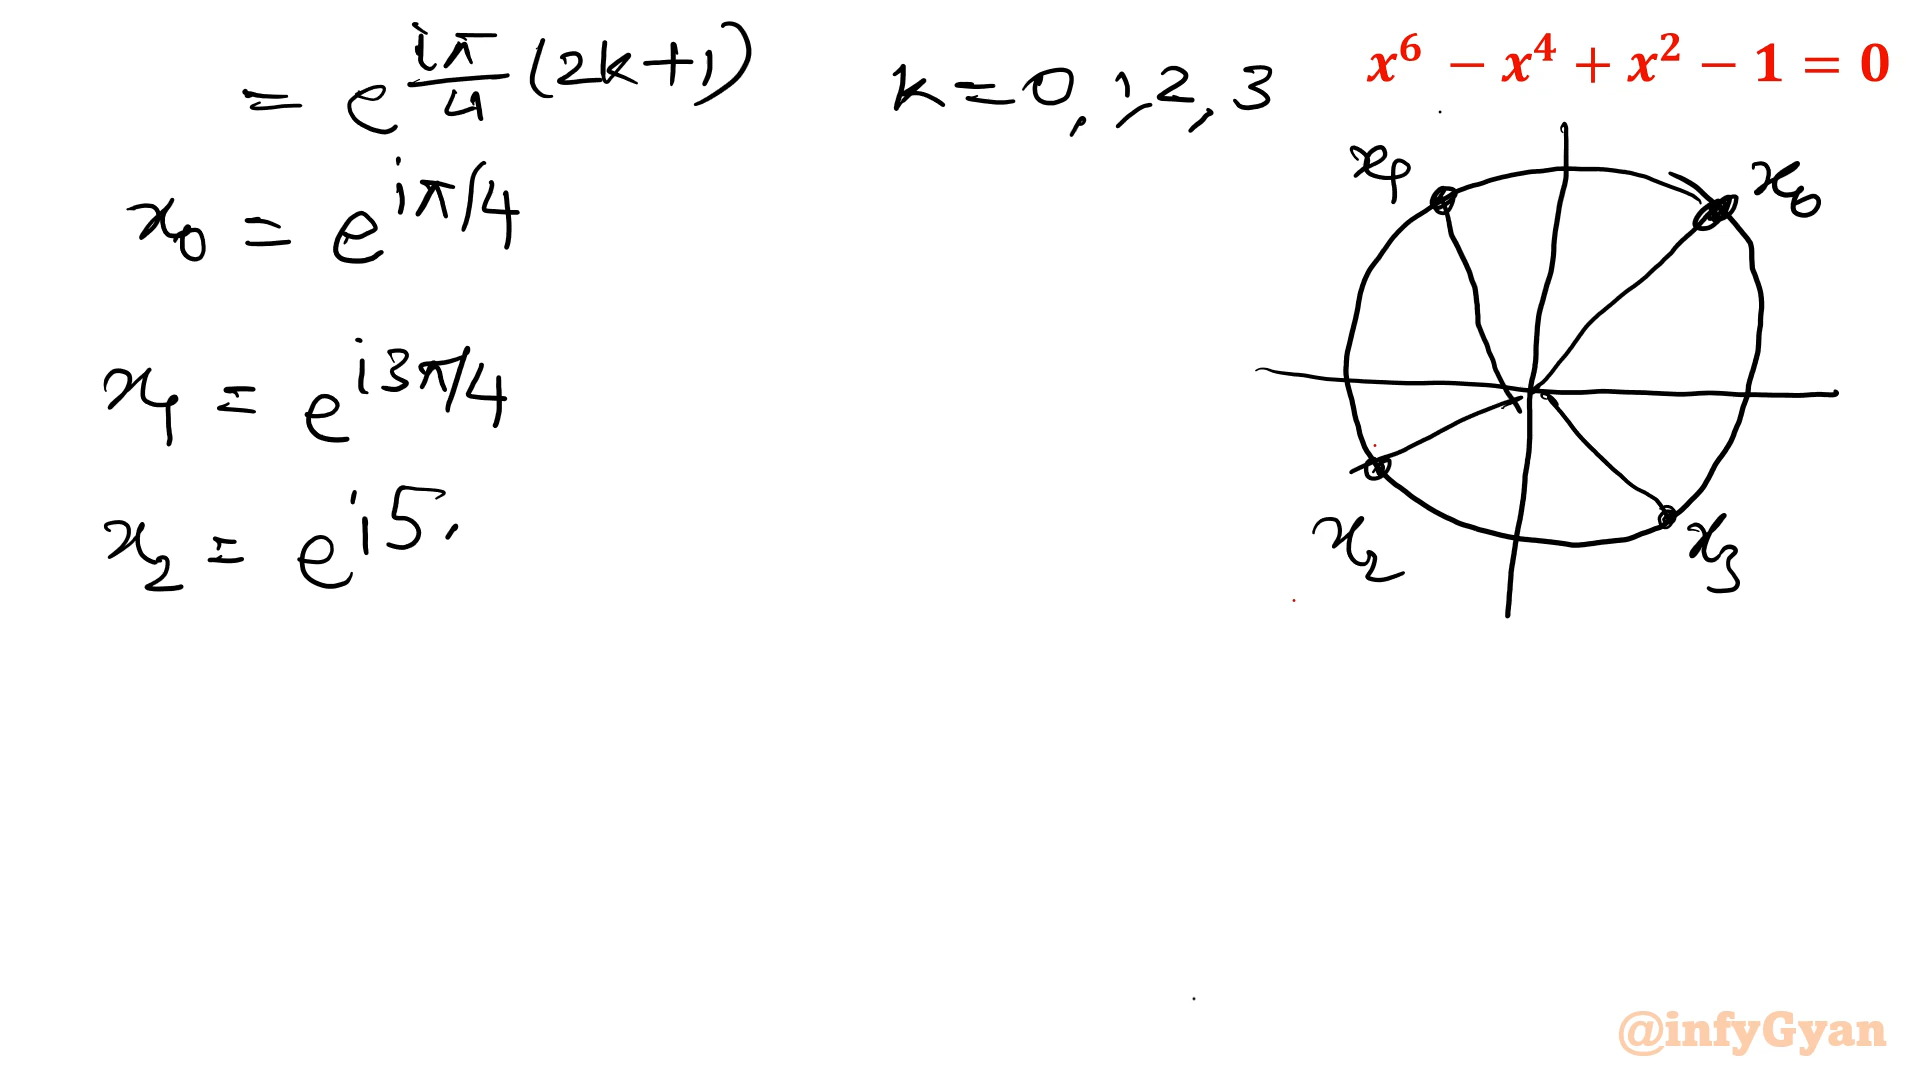 = e^{iπ/4 (2k+1)} k = 0, 1, 2, 3
x⁶ − x⁴ + x² − 1 = 0
x₀ = e^{iπ/4}
x₁ = e^{i3π/4}
x₂ = e^{i5
x₁
x₀
x₂
x₃
@infyGyan